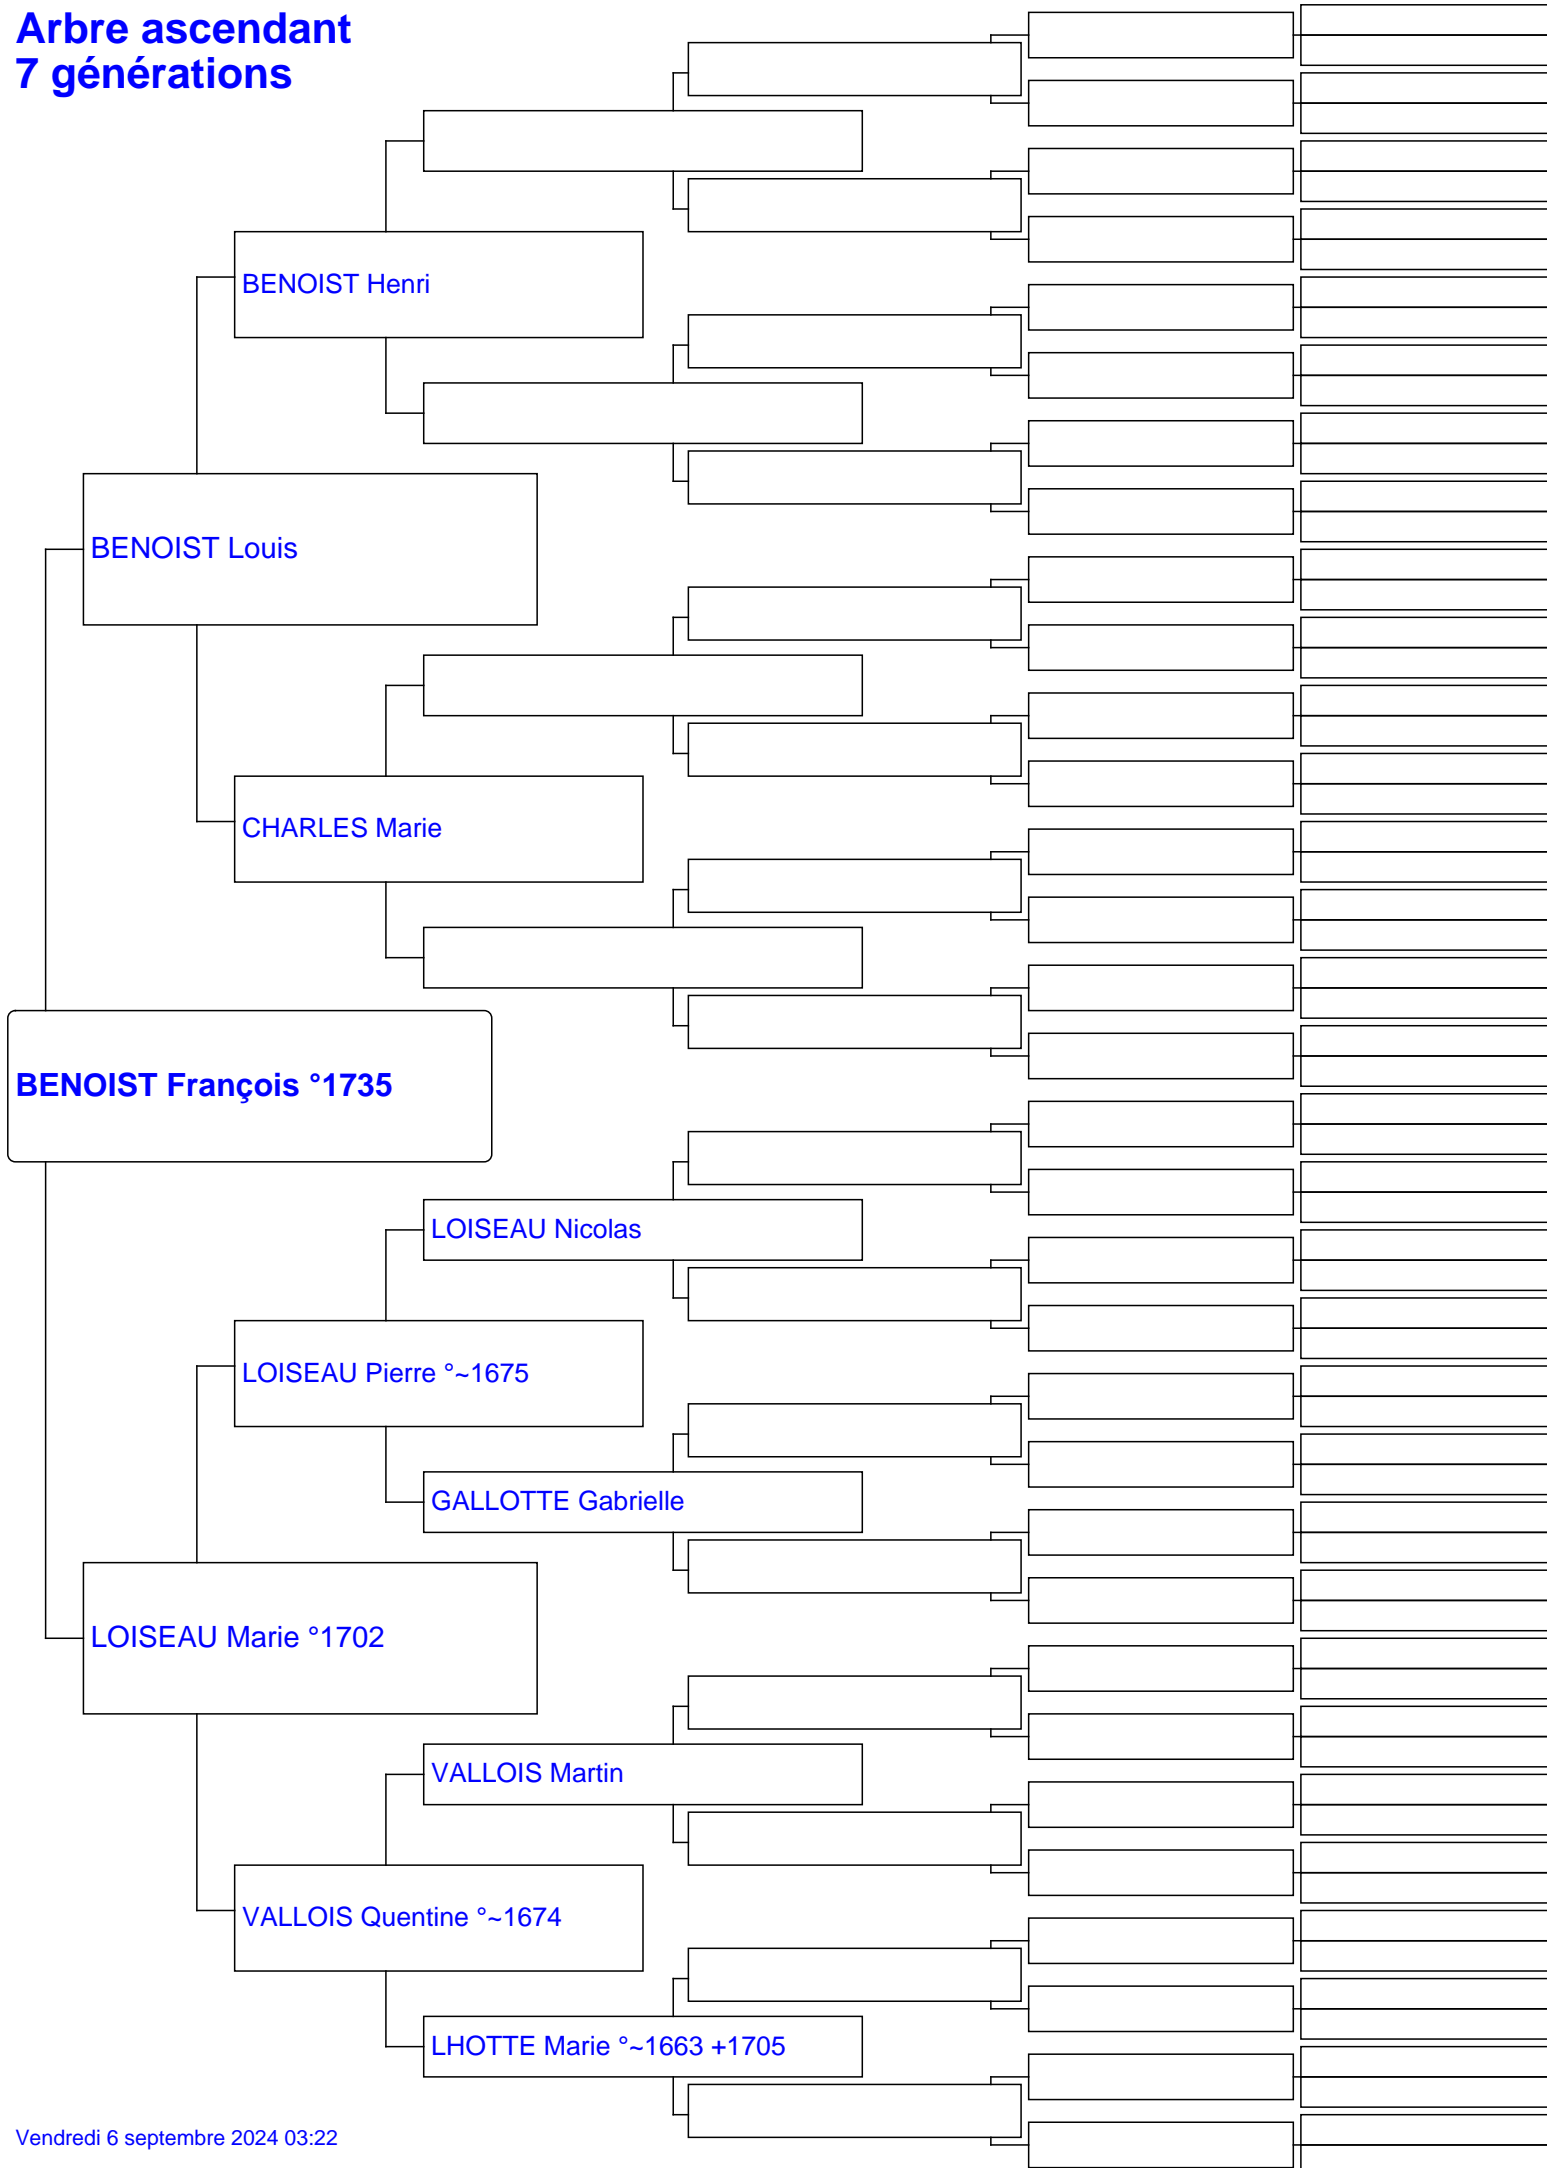 Arbre ascendant
7 générations
BENOIST Henri
BENOIST Louis
CHARLES Marie
BENOIST François °1735
LOISEAU Nicolas
LOISEAU Pierre °~1675
GALLOTTE Gabrielle
LOISEAU Marie °1702
VALLOIS Martin
VALLOIS Quentine °~1674
LHOTTE Marie °~1663 +1705
Vendredi 6 septembre 2024 03:22